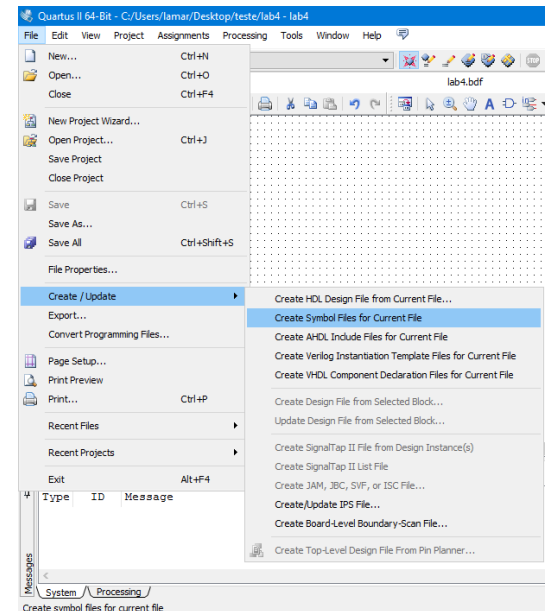 Quartus II 64-Bit - C:/Users/lamar/Desktop/teste/lab4 - lab4
File Edit View Project Assignments Processing Tools Window Help
New... Ctrl+N
Open... Ctrl+O
Close Ctrl+F4
lab4.bdf
New Project Wizard...
Open Project... Ctrl+J
Save Project
Close Project
Save Ctrl+S
Save As...
Save All Ctrl+Shift+S
File Properties...
Create / Update
Export...
Convert Programming Files...
Page Setup...
Print Preview
Print... Ctrl+P
Recent Files
Recent Projects
Exit Alt+F4
Create HDL Design File from Current File...
Create Symbol Files for Current File
Create AHDL Include Files for Current File
Create Verilog Instantiation Template Files for Current File
Create VHDL Component Declaration Files for Current File
Create Design File from Selected Block...
Update Design File from Selected Block...
Create SignalTap II File from Design Instance(s)
Create SignalTap II List File
Create JAM, JBC, SVF, or ISC File...
Create/Update IPS File...
Create Board-Level Boundary-Scan File...
Create Top-Level Design File From Pin Planner...
Type ID Message
Messages
System Processing
Create symbol files for current file